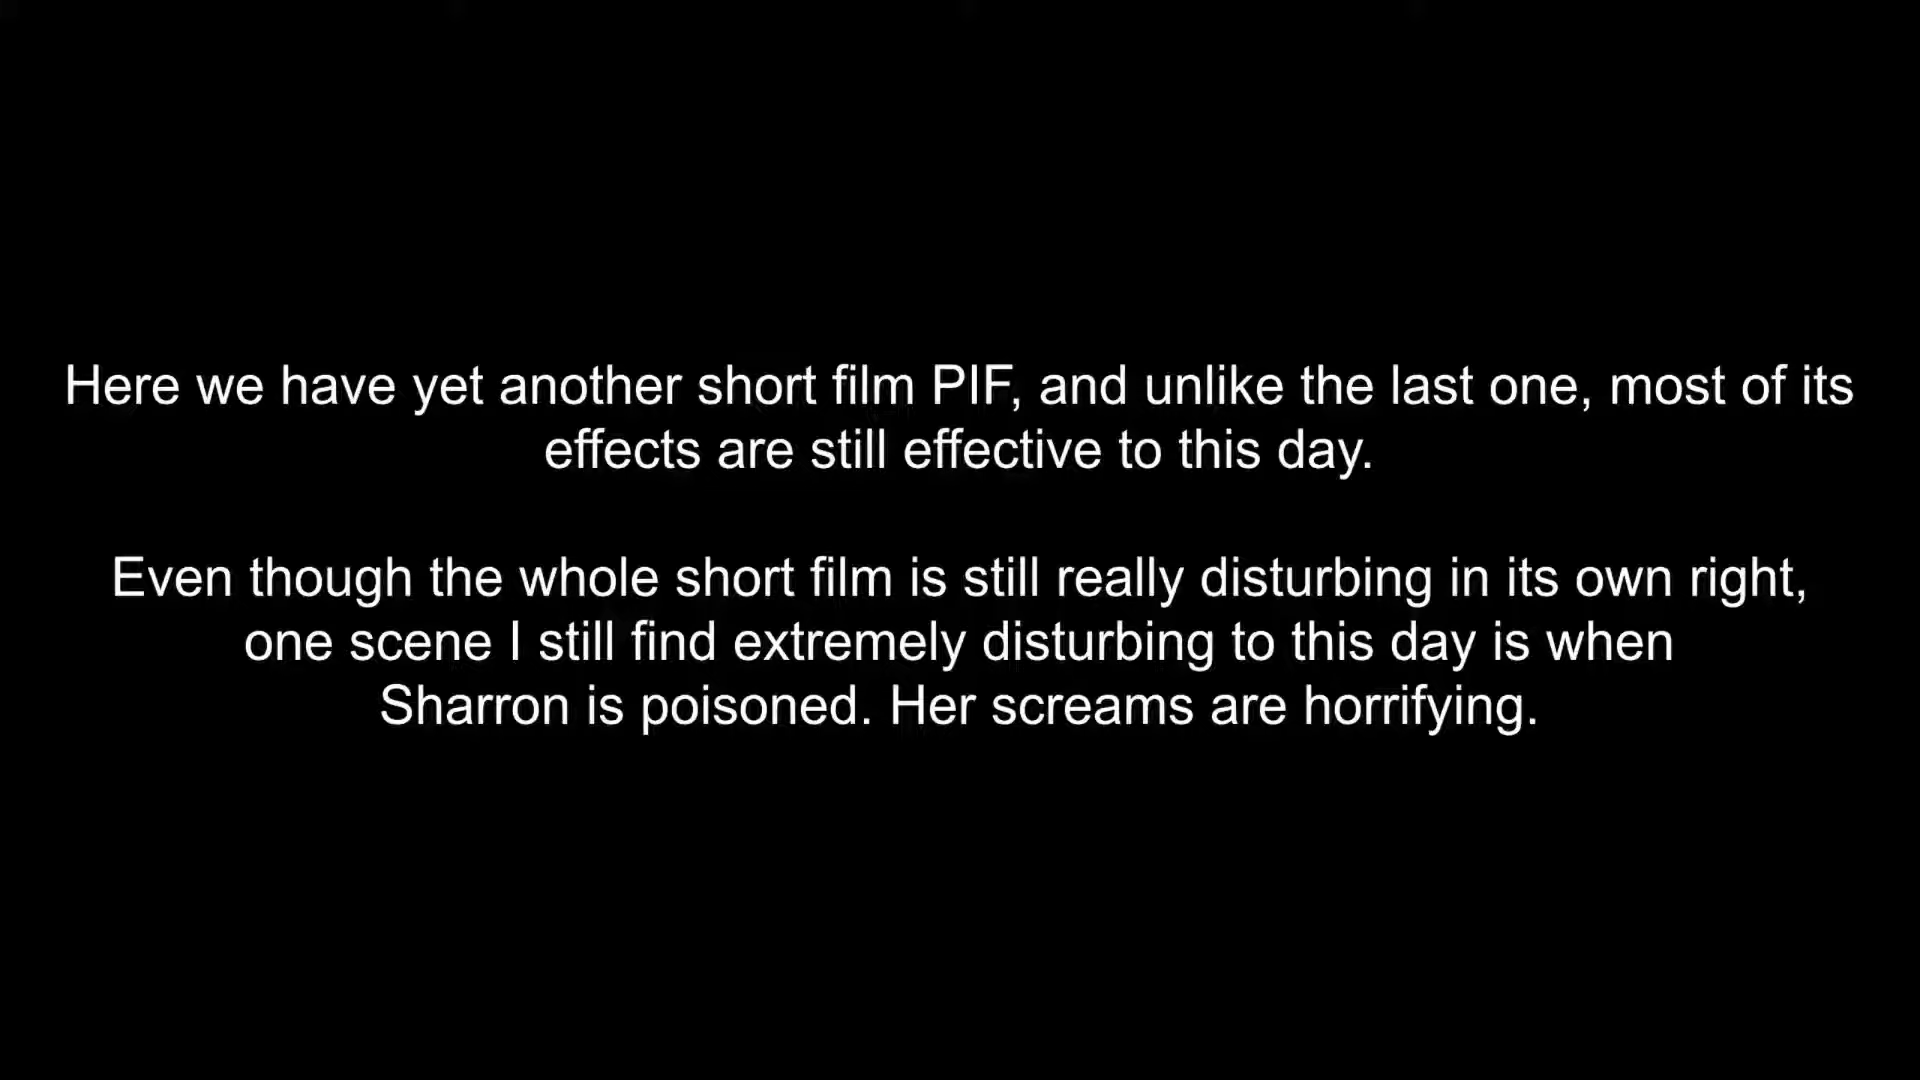 Here we have yet another short film PIF, and unlike the last one, most of its
effects are still effective to this day.
Even though the whole short film is still really disturbing in its own right,
one scene I still find extremely disturbing to this day is when
Sharron is poisoned. Her screams are horrifying.